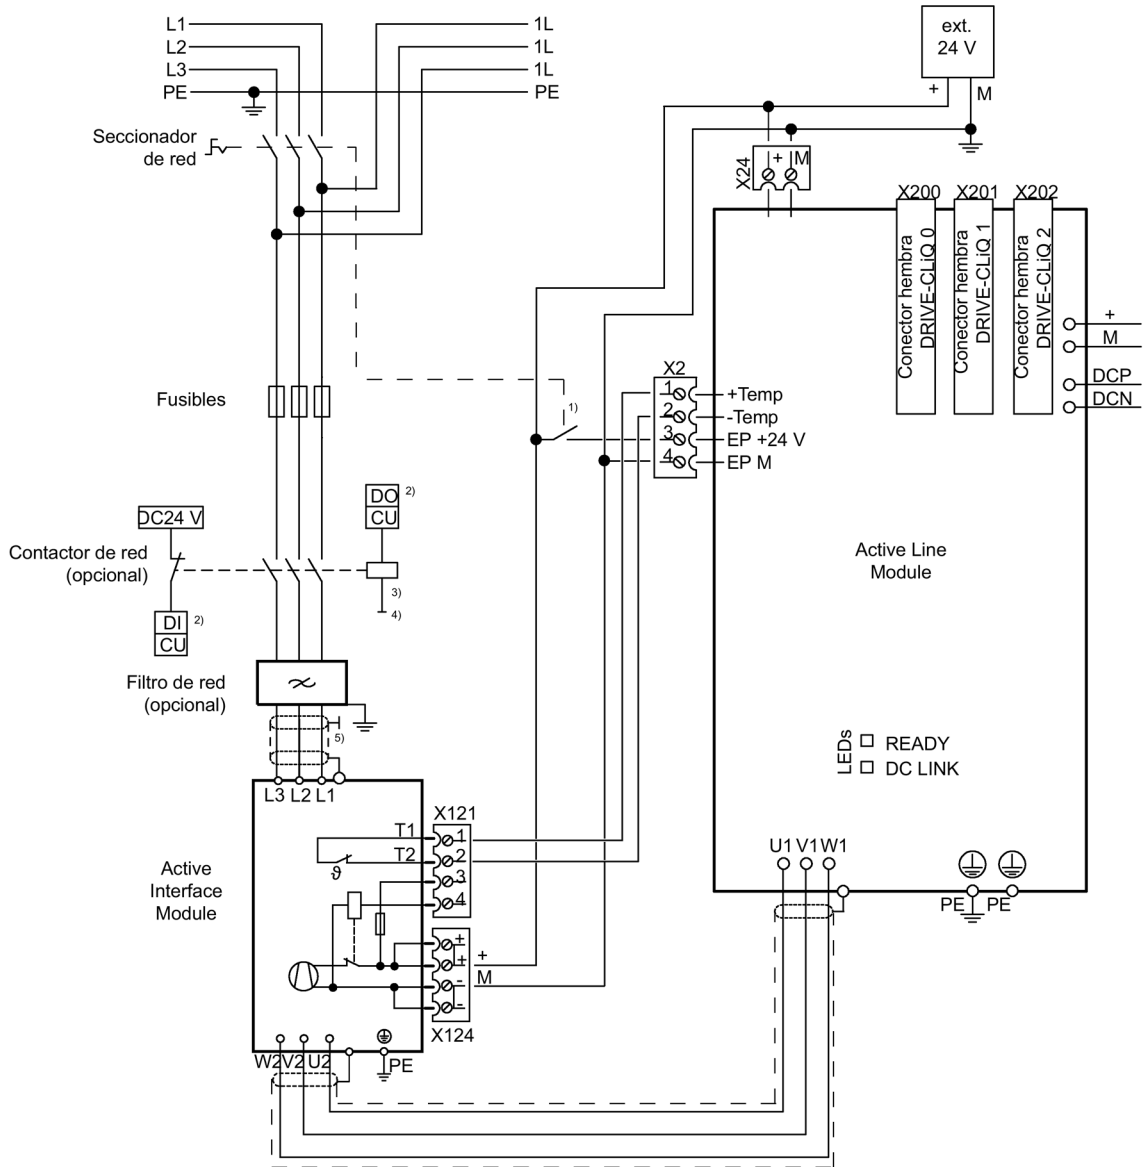 L1
1L
L2
1L
L3
1L
PE
PE
ext.
24 V
+
M
Seccionador
de red
X24
+
M
X200
X201
X202
Conector hembra
DRIVE-CLiQ 0
Conector hembra
DRIVE-CLiQ 1
Conector hembra
DRIVE-CLiQ 2
+
M
DCP
DCN
X2
1
+Temp
2
-Temp
3
EP +24 V
4
EP M
1)
Fusibles
DO
CU
2)
DC24 V
Contactor de red
(opcional)
3)
4)
DI
CU
2)
Active Line
Module
Filtro de red
(opcional)
5)
LEDs
READY
DC LINK
L3
L2
L1
X121
T1
1
T2
2
ϑ
3
4
Active
Interface
Module
U1
V1
W1
PE
PE
+
+
+
M
-
-
X124
W2
V2
U2
PE